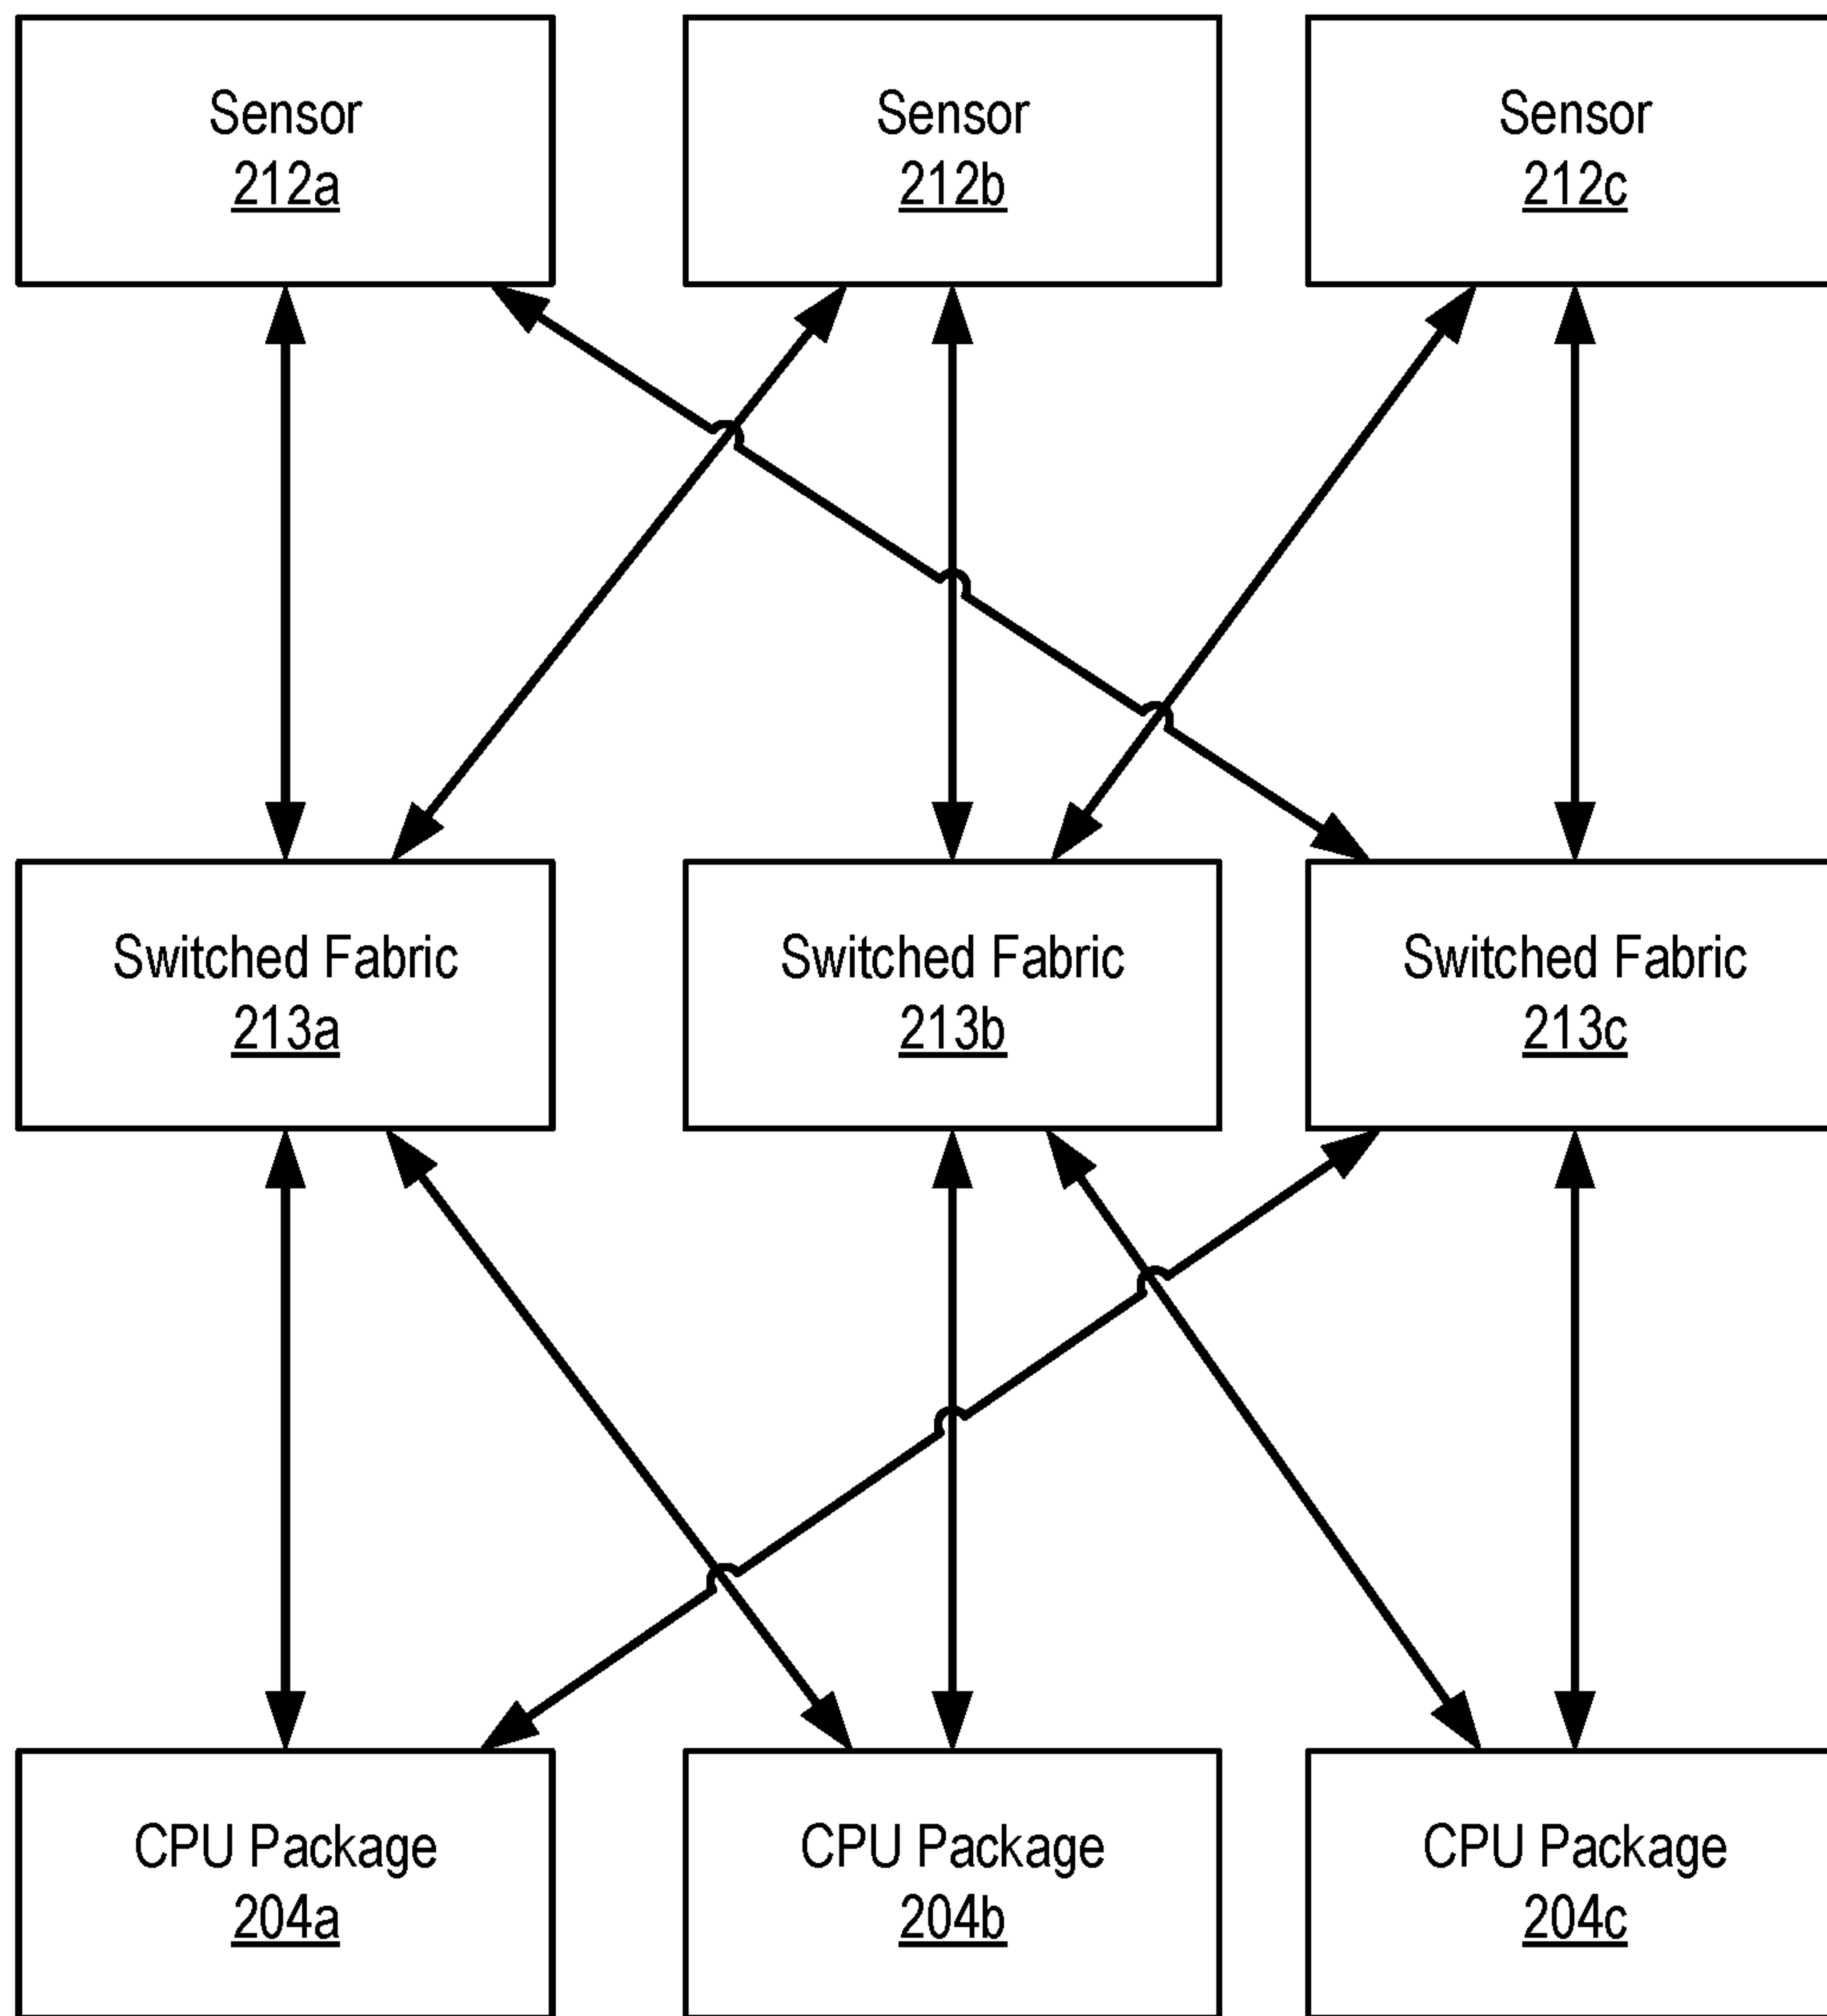 Sensor
212a
Sensor
212b
Sensor
212c
Switched Fabric
213a
Switched Fabric
213b
Switched Fabric
213c
CPU Package
204a
CPU Package
204b
CPU Package
204c